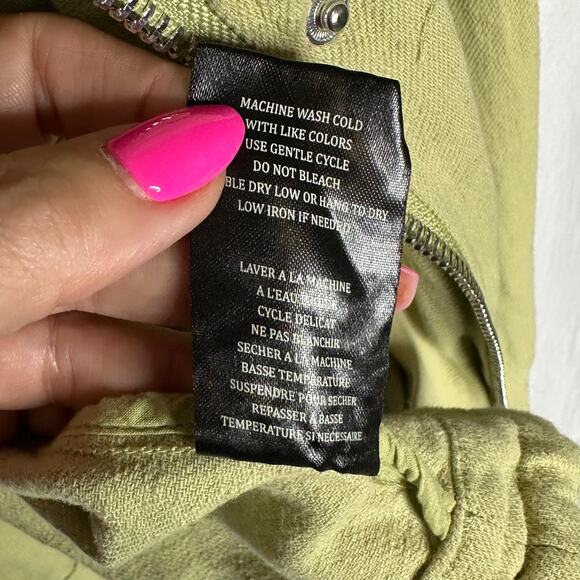 MACHINE WASH COLD
WITH LIKE COLORS
USE GENTLE CYCLE
DO NOT BLEACH
BLE DRY LOW OR HANG TO DRY
LOW IRON IF NEEDED
LAVER A LA MACHINE
A L'EAU
CYCLE DELICAT
NE PAS BLANCHIR
SECHER A LA MACHINE
BASSE TEMPERATURE
SUSPENDRE POUR SECHER
REPASSER A BASSE
TEMPERATURE SI NECESSAIRE